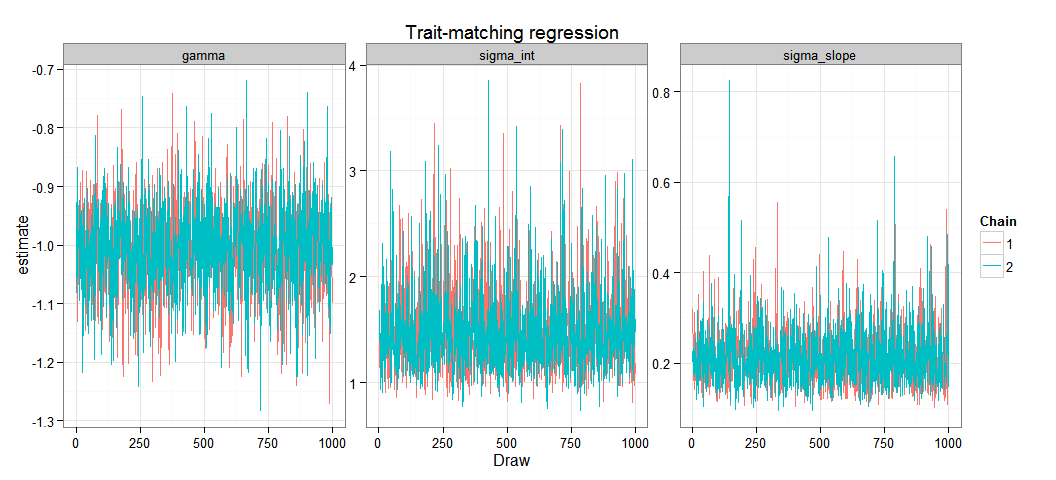 Trait-matching regression
gamma
sigma_int
sigma_slope
estimate
-0.7
-0.8
-0.9
-1.0
-1.1
-1.2
-1.3
0 250 500 750 1000
4
3
2
1
0 250 500 750 1000
0.8
0.6
0.4
0.2
0 250 500 750 1000
Draw
Chain
1
2